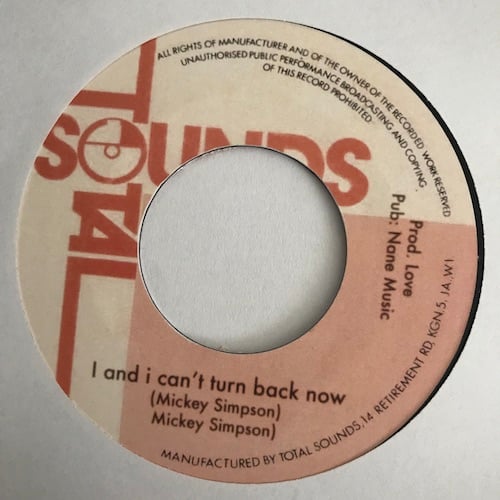 ALL RIGHTS OF MANUFACTURER AND OF THE OWNER OF THE RECORDED WORK RESERVED
UNAUTHORISED PUBLIC PERFORMANCE BROADCASTING AND COPYING
OF THIS RECORD PROHIBITED
TOTAL
SOUNDS
Prod. Love
Pub: Nane Music
I and i can't turn back now
(Mickey Simpson)
Mickey Simpson)
MANUFACTURED BY TOTAL SOUNDS, 14 RETIREMENT RD, KGN. 5, JA. W I